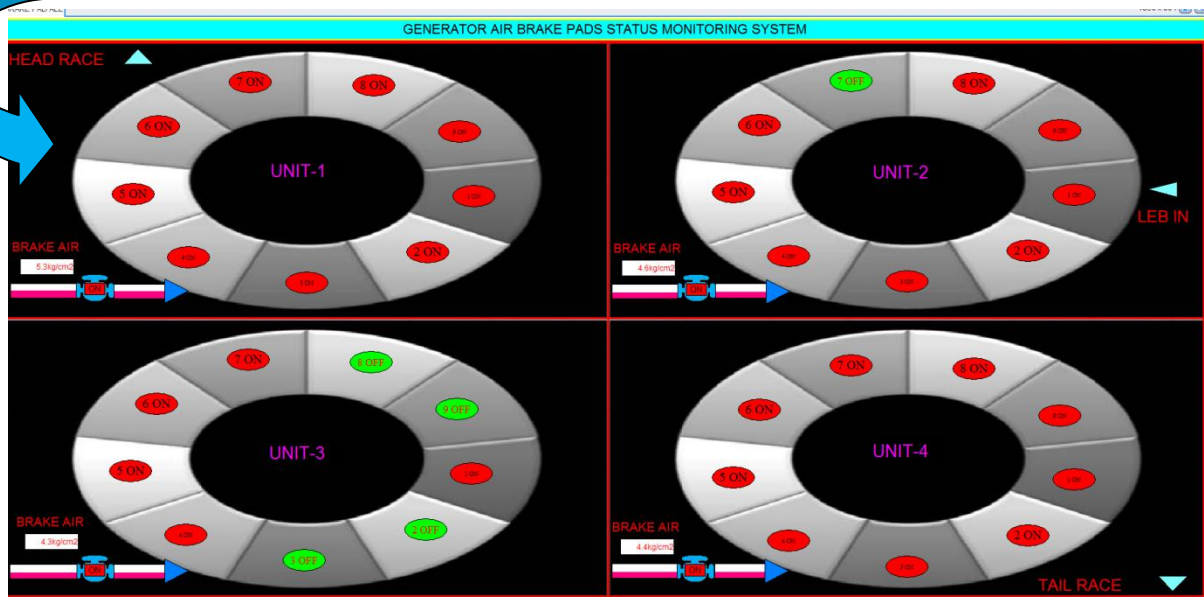 GENERATOR AIR BRAKE PADS STATUS MONITORING SYSTEM
HEAD RACE
7 ON
8 ON
6 ON
UNIT-1
5 ON
2 ON
BRAKE AIR
5.3kg/cm2
ON
7 OFF
8 ON
6 ON
UNIT-2
5 ON
LEB IN
2 ON
BRAKE AIR
4.6kg/cm2
ON
7 ON
8 OFF
6 ON
9 OFF
UNIT-3
5 ON
2 OFF
BRAKE AIR
4.3kg/cm2
3 OFF
ON
7 ON
8 ON
6 ON
UNIT-4
5 ON
2 ON
BRAKE AIR
4.4kg/cm2
ON
TAIL RACE